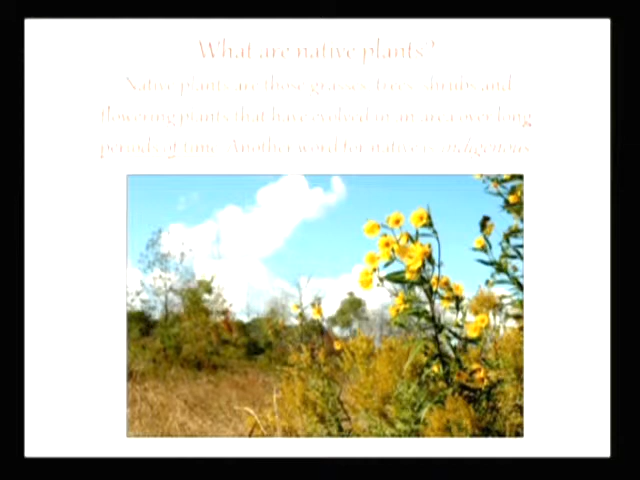 What are native plants?
Native plants are those grasses, trees, shrubs and
flowering plants that have evolved in an area over long
periods of time. Another word for native is indigenous.